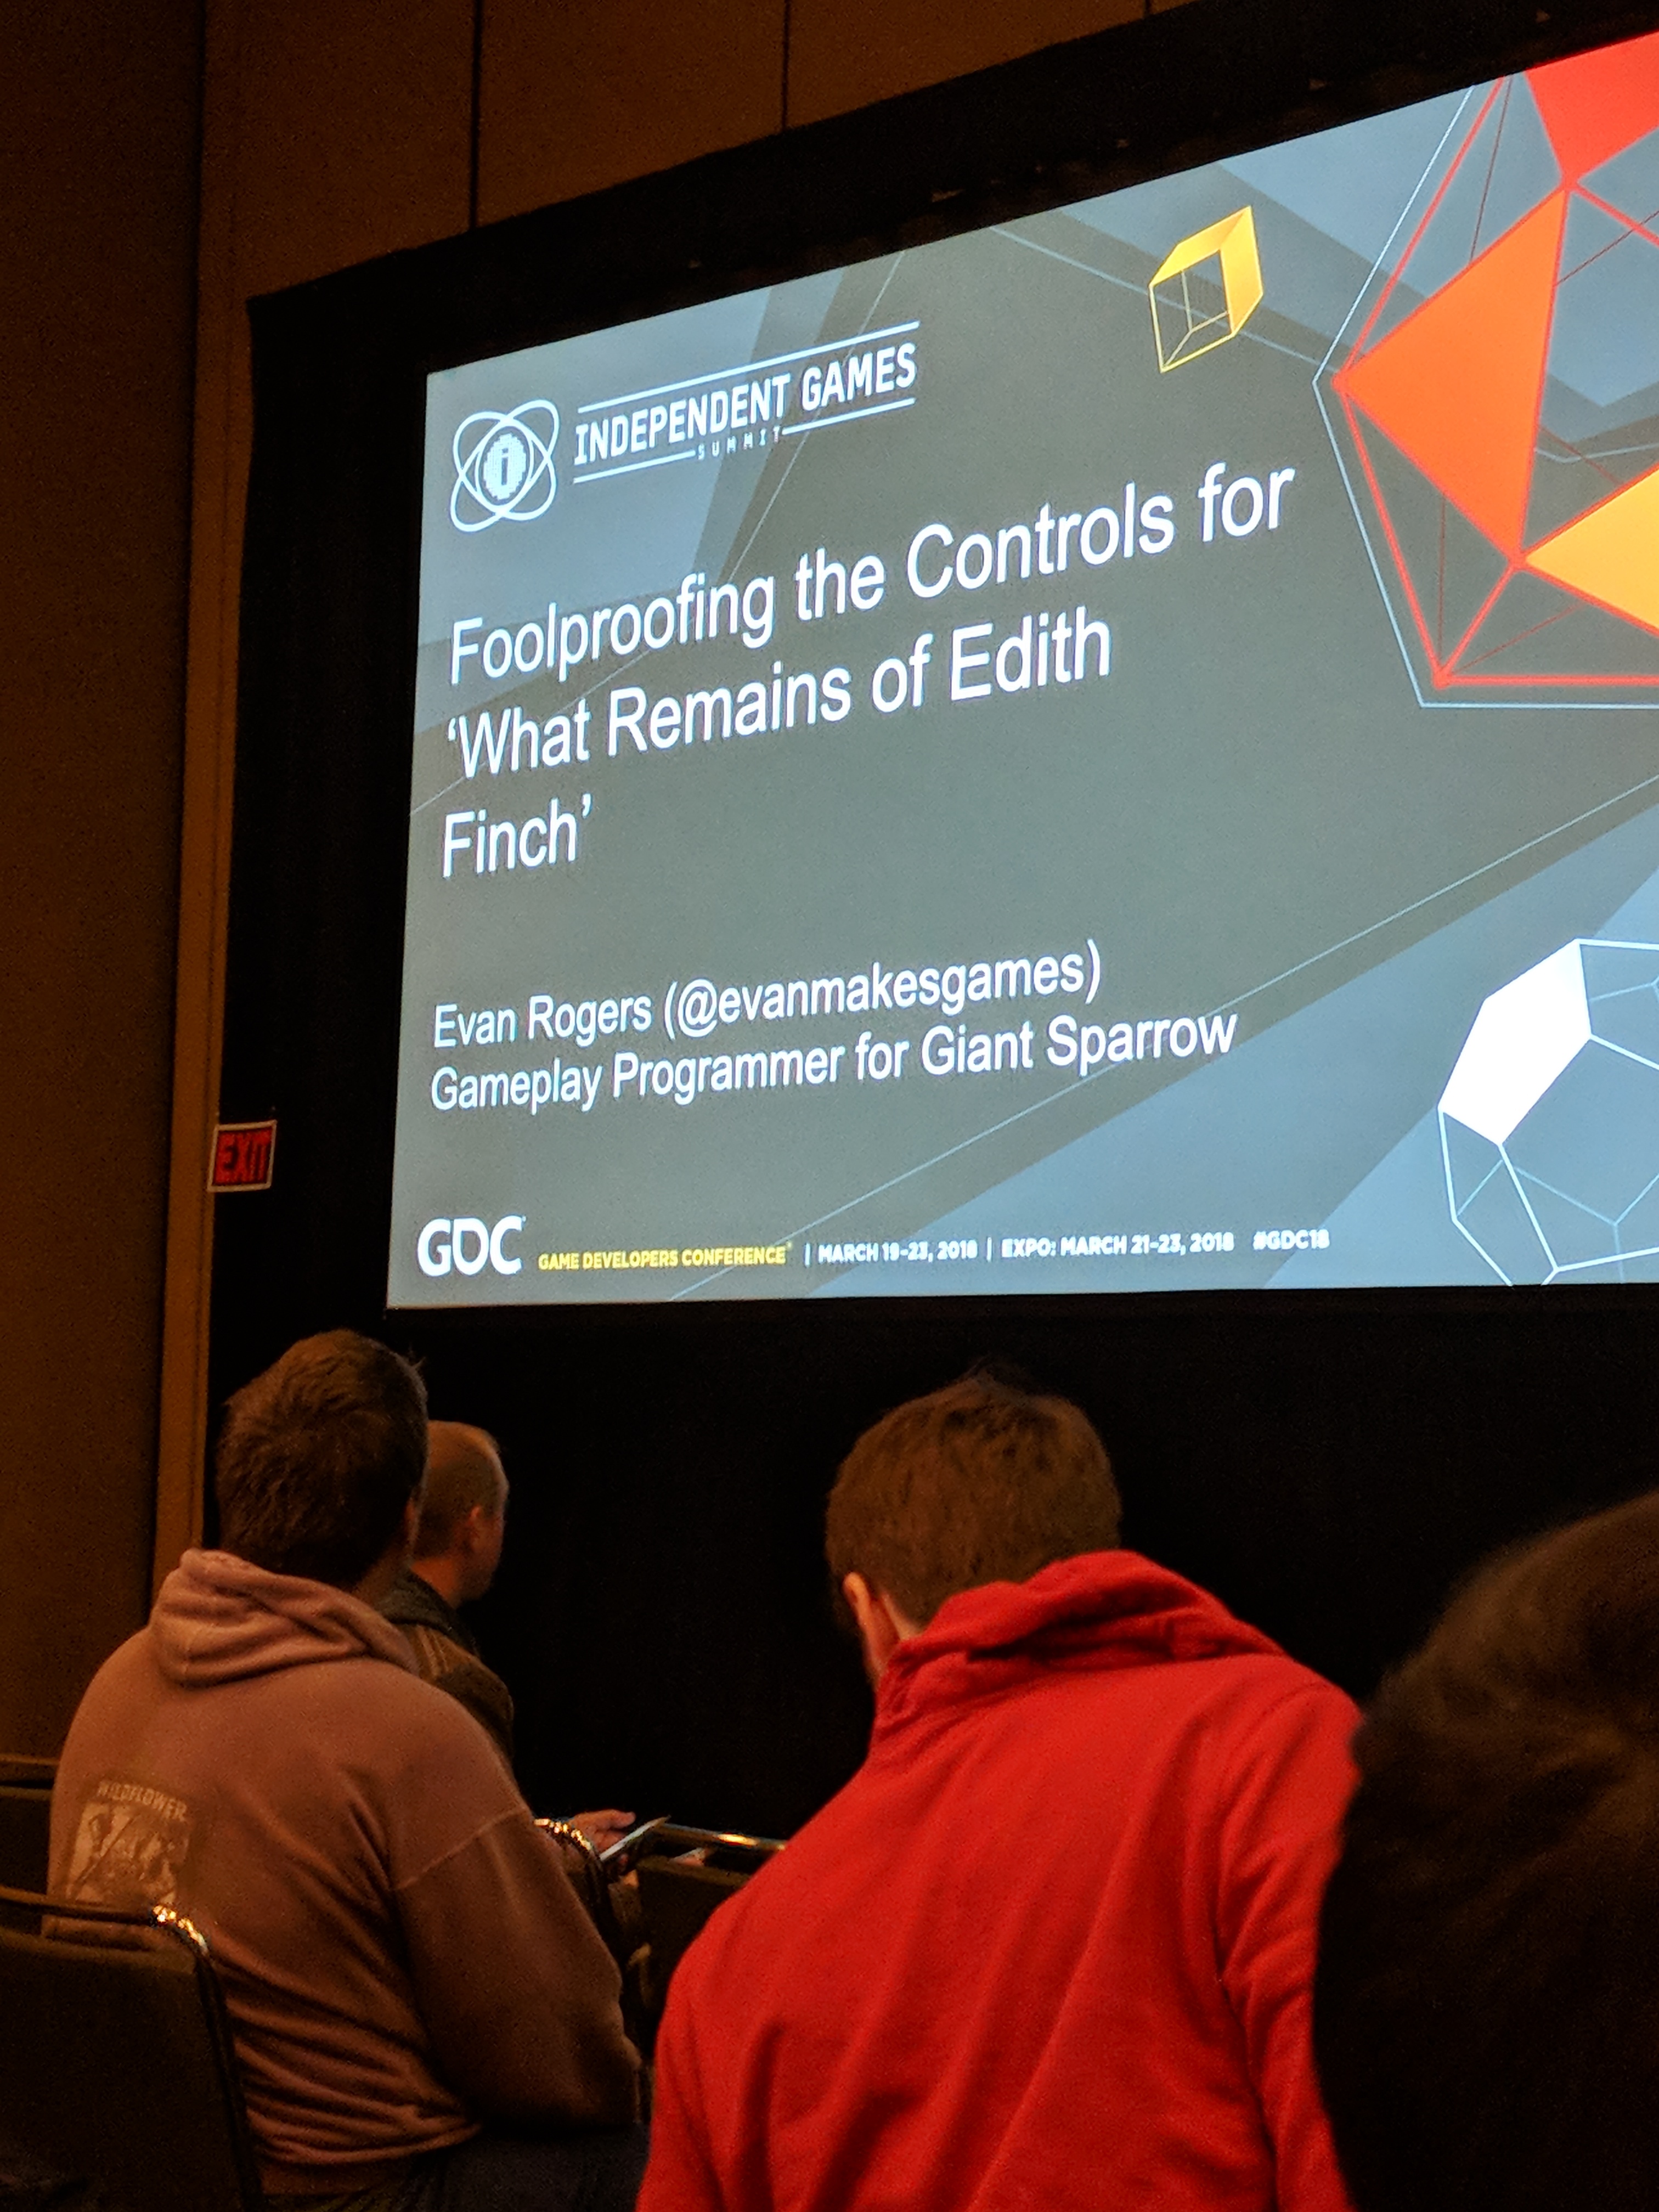 INDEPENDENT GAMES
SUMMIT
Foolproofing the Controls for
‘What Remains of Edith
Finch’
Evan Rogers (@evanmakesgames)
Gameplay Programmer for Giant Sparrow
EXIT
GDC GAME DEVELOPERS CONFERENCE® | MARCH 19-23, 2018 | EXPO: MARCH 21-23, 2018 #GDC18
WILDFLOWER